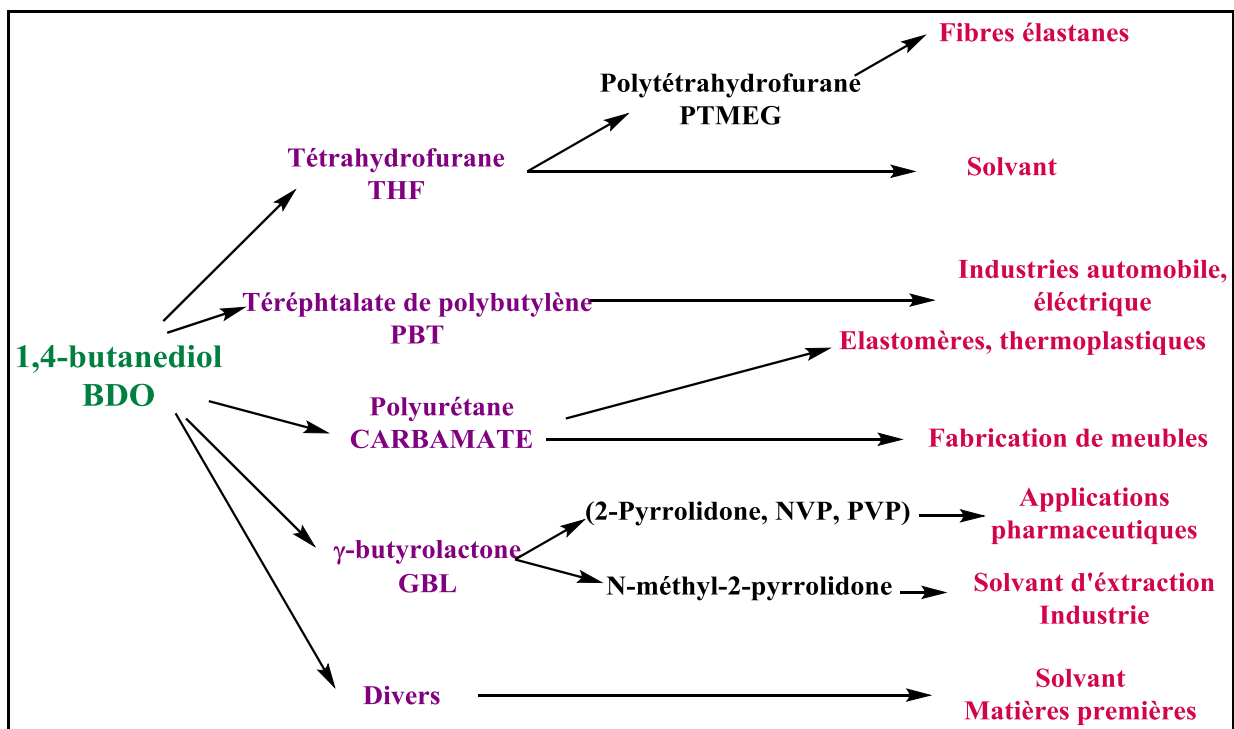 Fibres élastanes
Polytétrahydrofurane
PTMEG
Tétrahydrofurane
THF
Solvant
Industries automobile,
éléctrique
Téréphtalate de polybutylène
PBT
Elastomères, thermoplastiques
1,4-butanediol
BDO
Polyurétane
CARBAMATE
Fabrication de meubles
(2-Pyrrolidone, NVP, PVP)
Applications
pharmaceutiques
γ-butyrolactone
GBL
N-méthyl-2-pyrrolidone
Solvant d'éxtraction
Industrie
Divers
Solvant
Matières premières